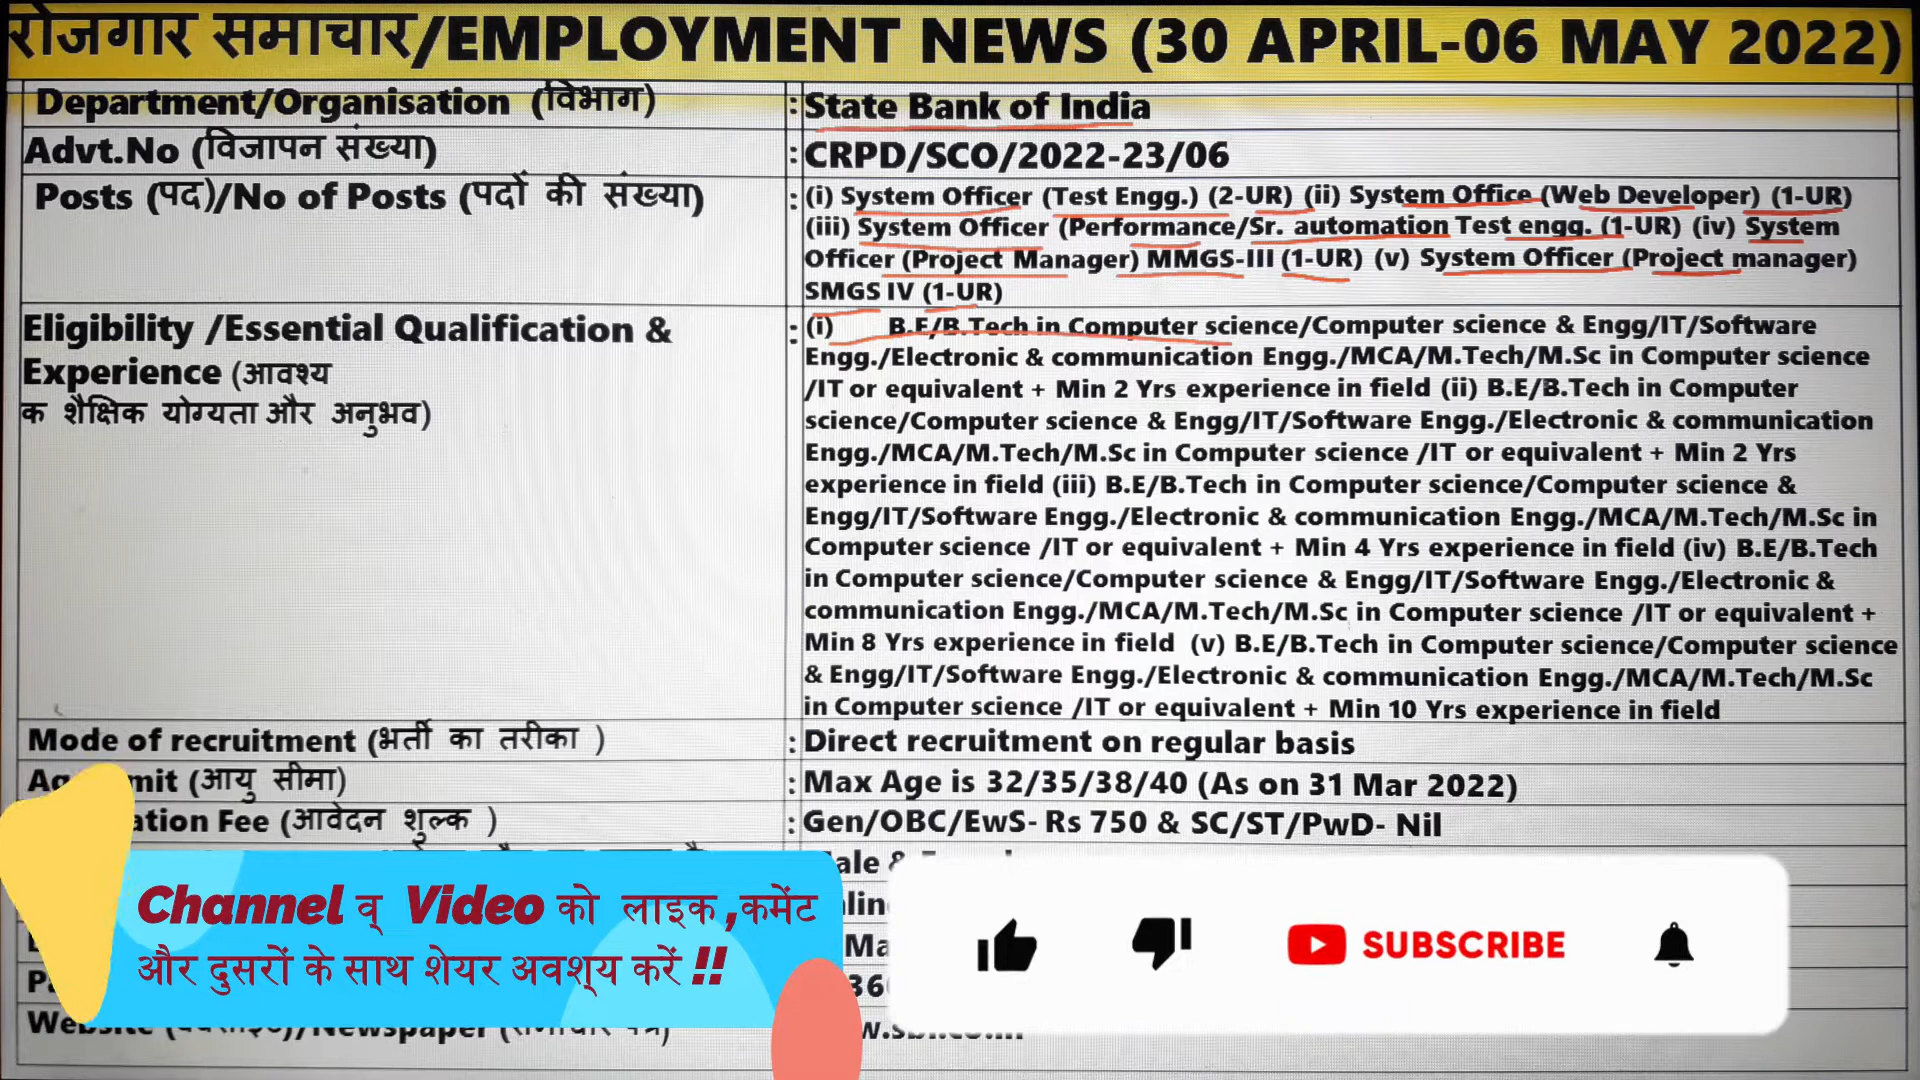 रोजगार समाचार/EMPLOYMENT NEWS (30 APRIL-06 MAY 2022)
Department/Organisation (विभाग) : State Bank of India
Advt.No (विजापन संख्या) : CRPD/SCO/2022-23/06
Posts (पद)/No of Posts (पदों की संख्या) : (i) System Officer (Test Engg.) (2-UR) (ii) System Office (Web Developer) (1-UR)
(iii) System Officer (Performance/Sr. automation Test engg. (1-UR) (iv) System
Officer (Project Manager) MMGS-III (1-UR) (v) System Officer (Project manager)
SMGS IV (1-UR)
Eligibility /Essential Qualification &
Experience (आवश्य
क शैक्षिक योग्यता और अनुभव)
: (i) B.E/B.Tech in Computer science/Computer science & Engg/IT/Software
Engg./Electronic & communication Engg./MCA/M.Tech/M.Sc in Computer science
/IT or equivalent + Min 2 Yrs experience in field (ii) B.E/B.Tech in Computer
science/Computer science & Engg/IT/Software Engg./Electronic & communication
Engg./MCA/M.Tech/M.Sc in Computer science /IT or equivalent + Min 2 Yrs
experience in field (iii) B.E/B.Tech in Computer science/Computer science &
Engg/IT/Software Engg./Electronic & communication Engg./MCA/M.Tech/M.Sc in
Computer science /IT or equivalent + Min 4 Yrs experience in field (iv) B.E/B.Tech
in Computer science/Computer science & Engg/IT/Software Engg./Electronic &
communication Engg./MCA/M.Tech/M.Sc in Computer science /IT or equivalent +
Min 8 Yrs experience in field (v) B.E/B.Tech in Computer science/Computer science
& Engg/IT/Software Engg./Electronic & communication Engg./MCA/M.Tech/M.Sc
in Computer science /IT or equivalent + Min 10 Yrs experience in field
Mode of recruitment (भर्ती का तरीका ) : Direct recruitment on regular basis
(आयु सीमा) : Max Age is 32/35/38/40 (As on 31 Mar 2022)
Fee (आवेदन शुल्क ) : Gen/OBC/EwS- Rs 750 & SC/ST/PwD- Nil
Channel व् Video को लाइक ,कमेंट
और दुसरों के साथ शेयर अवश्य करें !!
SUBSCRIBE